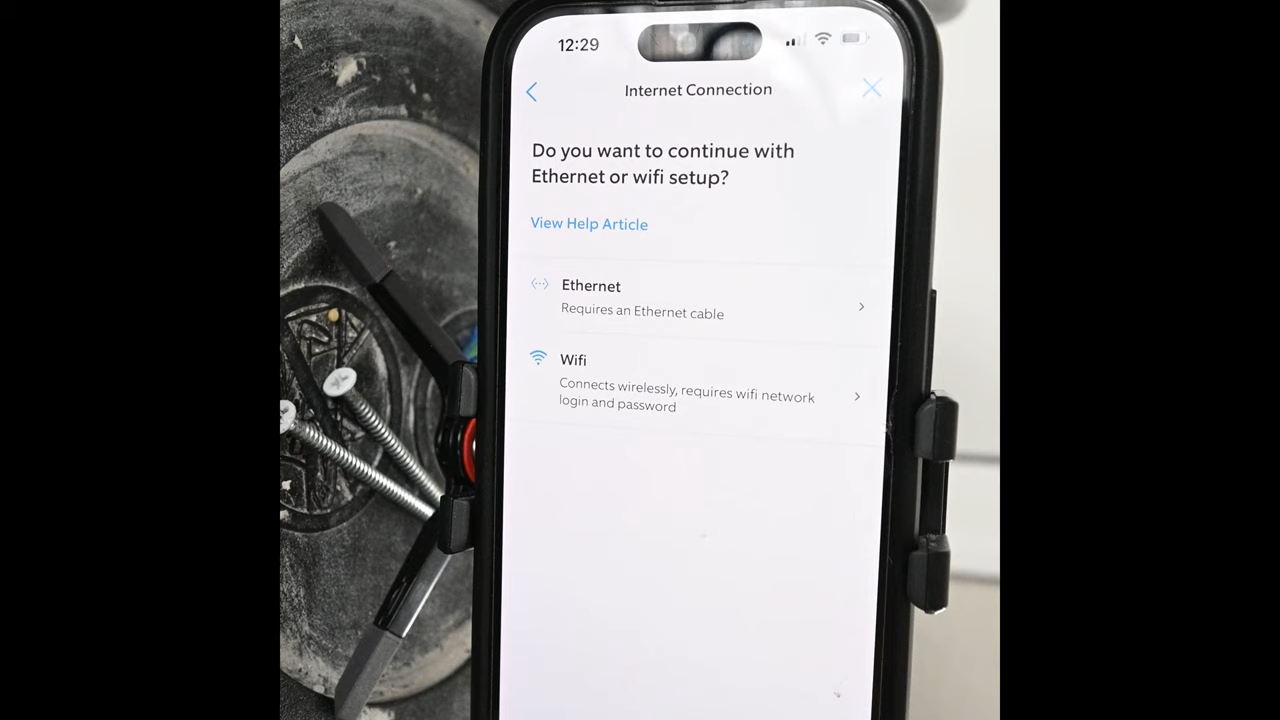 12:29
Internet Connection
Do you want to continue with
Ethernet or wifi setup?
View Help Article
Ethernet
Requires an Ethernet cable
Wifi
Connects wirelessly, requires wifi network
login and password